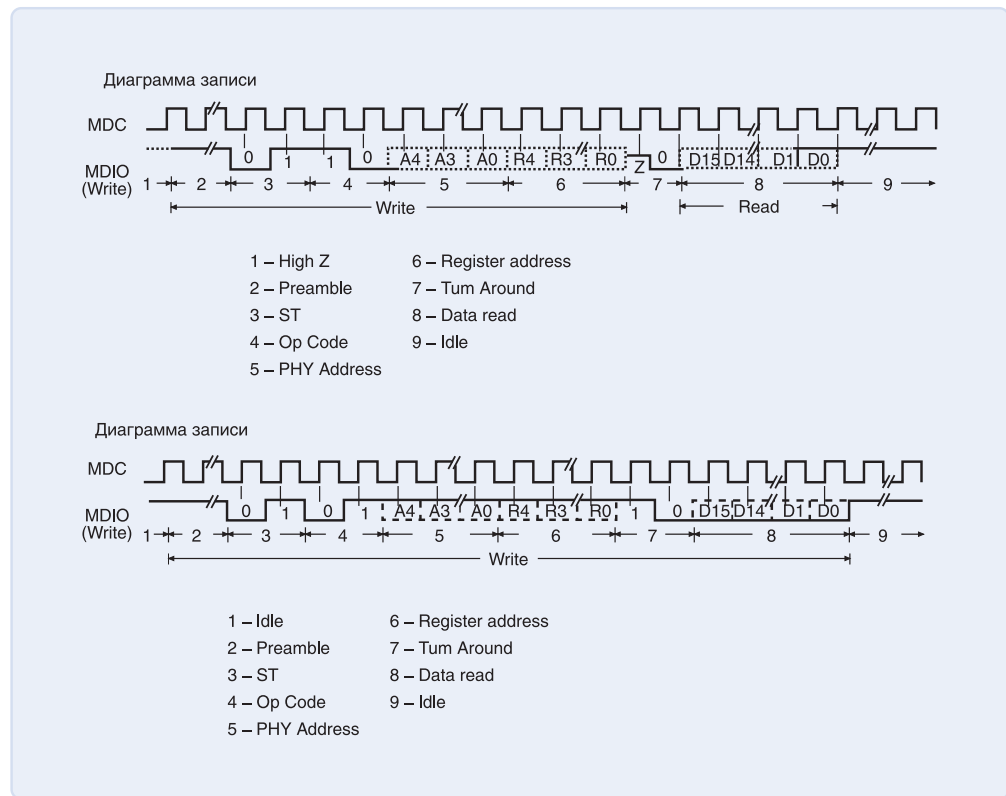 Диаграмма записи
MDC
0 1 1 0 A4 A3 A0 R4 R3 R0 Z 0 D15 D14 D1 D0
MDIO
(Write)
1 2 3 4 5 6 7 8 9
Write Read
1 – High Z 6 – Register address
2 – Preamble 7 – Tum Around
3 – ST 8 – Data read
4 – Op Code 9 – Idle
5 – PHY Address
Диаграмма записи
MDC
0 1 0 1 A4 A3 A0 R4 R3 R0 1 0 D15 D14 D1 D0
MDIO
(Write)
1 2 3 4 5 6 7 8 9
Write
1 – Idle 6 – Register address
2 – Preamble 7 – Tum Around
3 – ST 8 – Data read
4 – Op Code 9 – Idle
5 – PHY Address